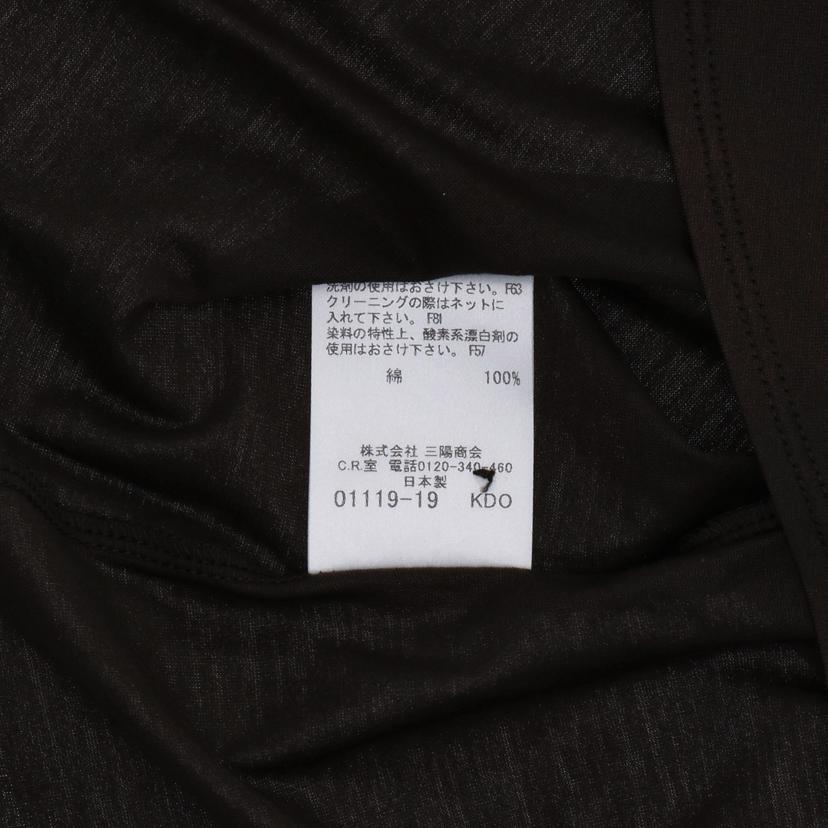 洗剤の使用はおさけ下さい。F63
クリーニングの際はネットに
入れて下さい。 F81
染料の特性上、酸素系漂白剤の
使用はおさけ下さい。 F57
綿 100%
株式会社 三陽商会
C.R.室 電話0120-340-460
日本製
01119-19 KDO